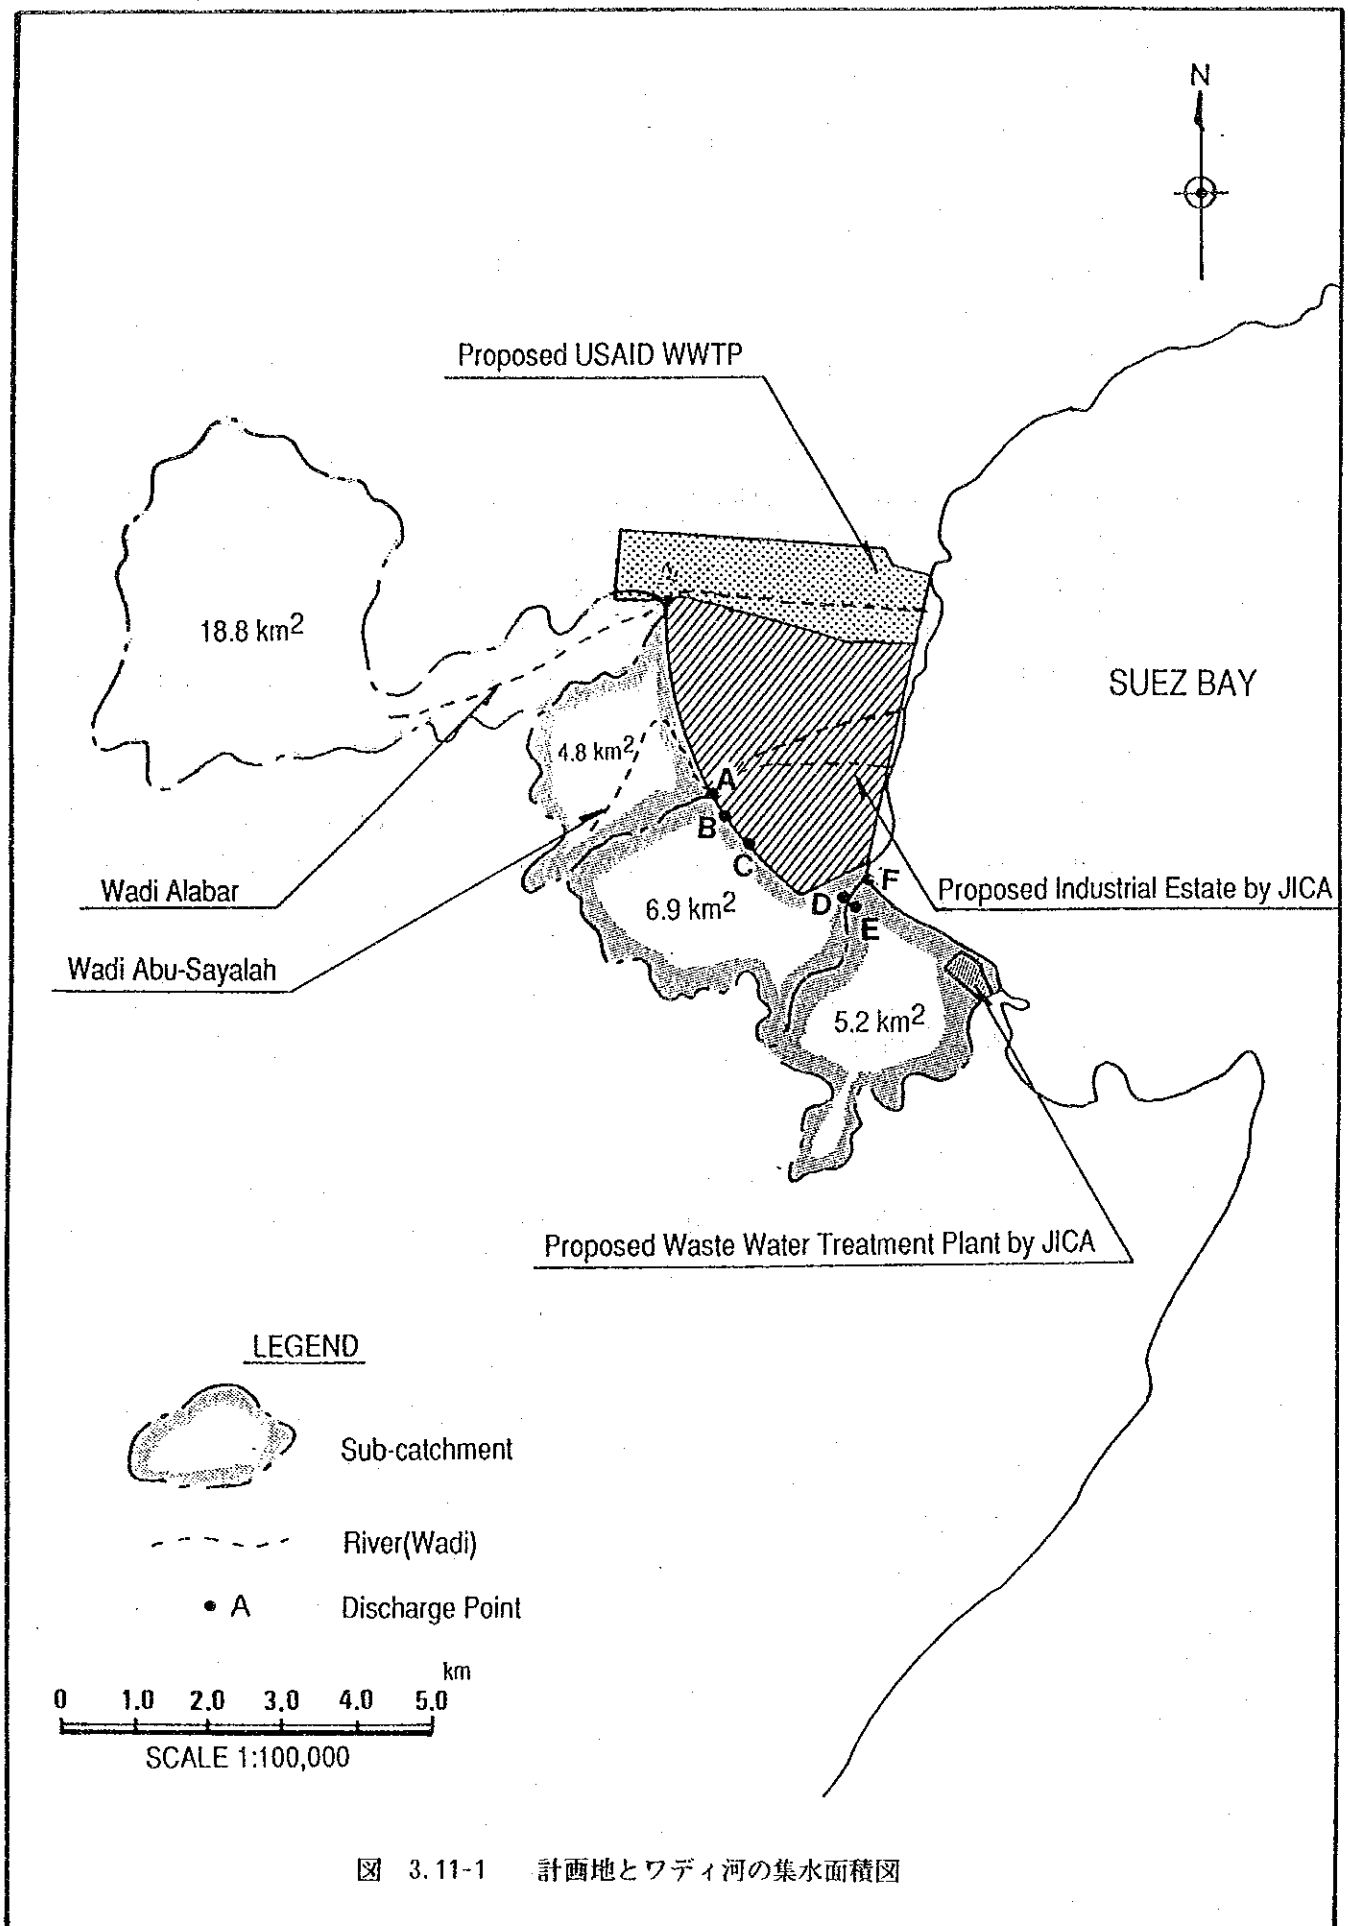 N
Proposed USAID WWTP
18.8 km2
SUEZ BAY
4.8 km2
A
B
C
Wadi Alabar
F
Proposed Industrial Estate by JICA
6.9 km2
D
E
Wadi Abu-Sayalah
5.2 km2
Proposed Waste Water Treatment Plant by JICA
LEGEND
Sub-catchment
River(Wadi)
A Discharge Point
km
0 1.0 2.0 3.0 4.0 5.0
SCALE 1:100,000
図 3.11-1 計画地とワディ河の集水面積図